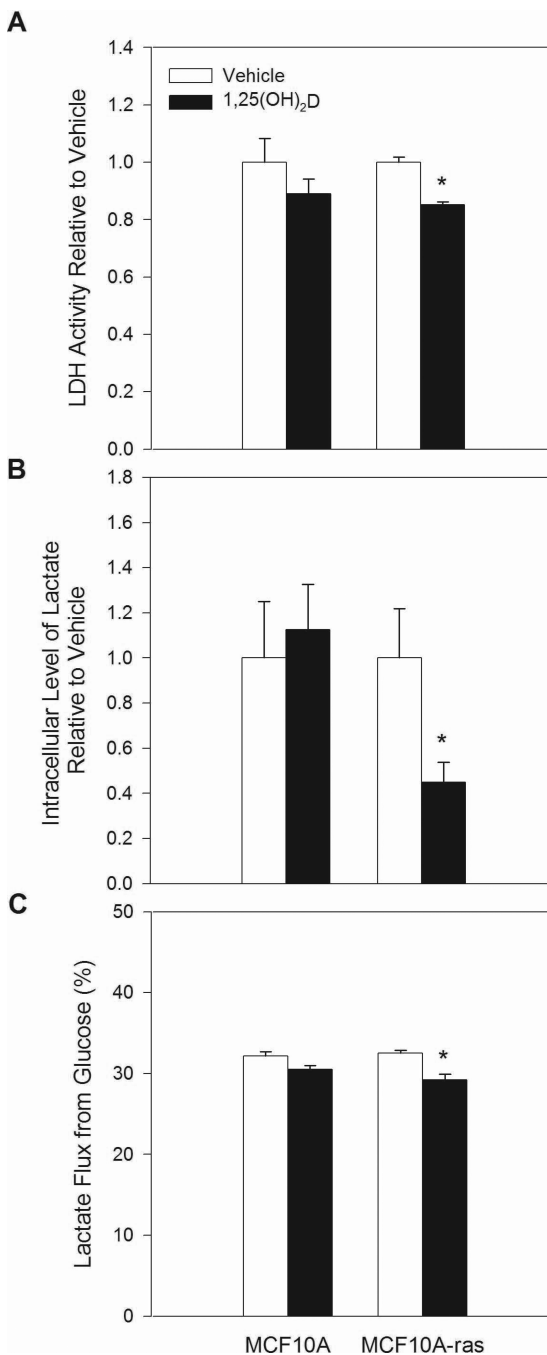 A
LDH Activity Relative to Vehicle
1.4
1.2
1.0
0.8
0.6
0.4
0.2
0.0
Vehicle
1,25(OH)₂D
*
B
Intracellular Level of Lactate
Relative to Vehicle
1.8
1.6
1.4
1.2
1.0
0.8
0.6
0.4
0.2
0.0
*
C
Lactate Flux from Glucose (%)
50
40
30
20
10
0
*
MCF10A
MCF10A-ras